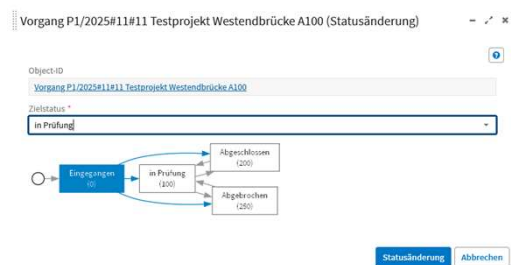 Vorgang P1/2025#11#11 Testprojekt Westendbrücke A100 (Statusänderung)
Object-ID
Vorgang P1/2025#11#11 Testprojekt Westendbrücke A100
Zielstatus *
in Prüfung
Abgeschlossen
(200)
Eingegangen
(0)
in Prüfung
(100)
Abgebrochen
(250)
Statusänderung Abbrechen